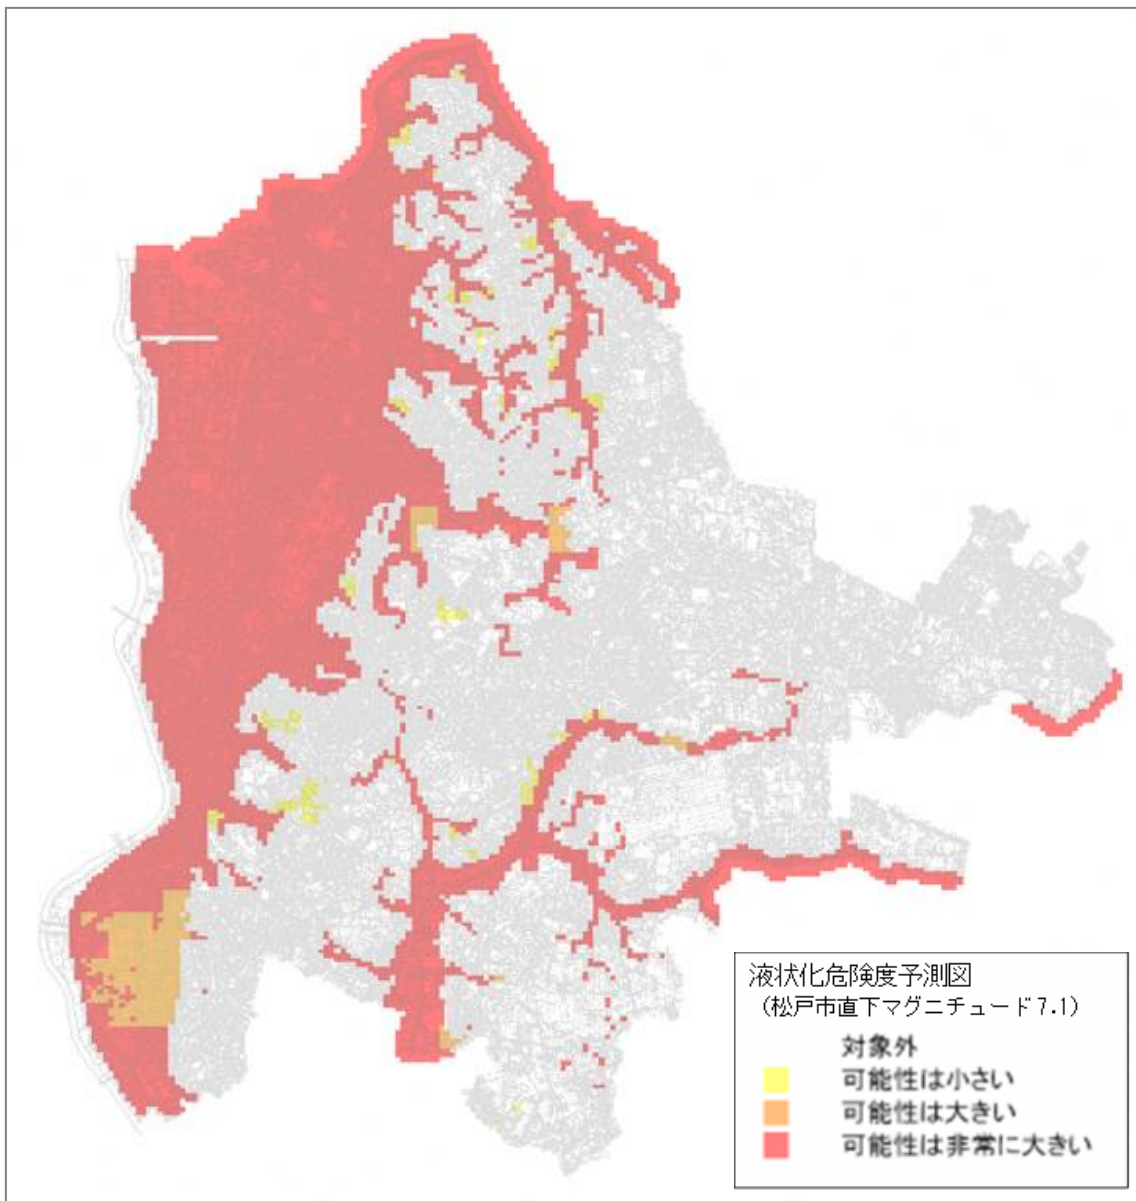 液状化危険度予測図
（松戸市直下マグニチュード7.1）
対象外
可能性は小さい
可能性は大きい
可能性は非常に大きい